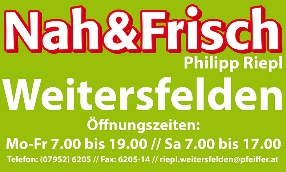 Nah&Frisch
Philipp Riepl
Weitersfelden
Öffnungszeiten:
Mo-Fr 7.00 bis 19.00 // Sa 7.00 bis 17.00
Telefon: (07952) 6205 // Fax: 6205-14 // riepl.weitersfelden@pfeiffer.at